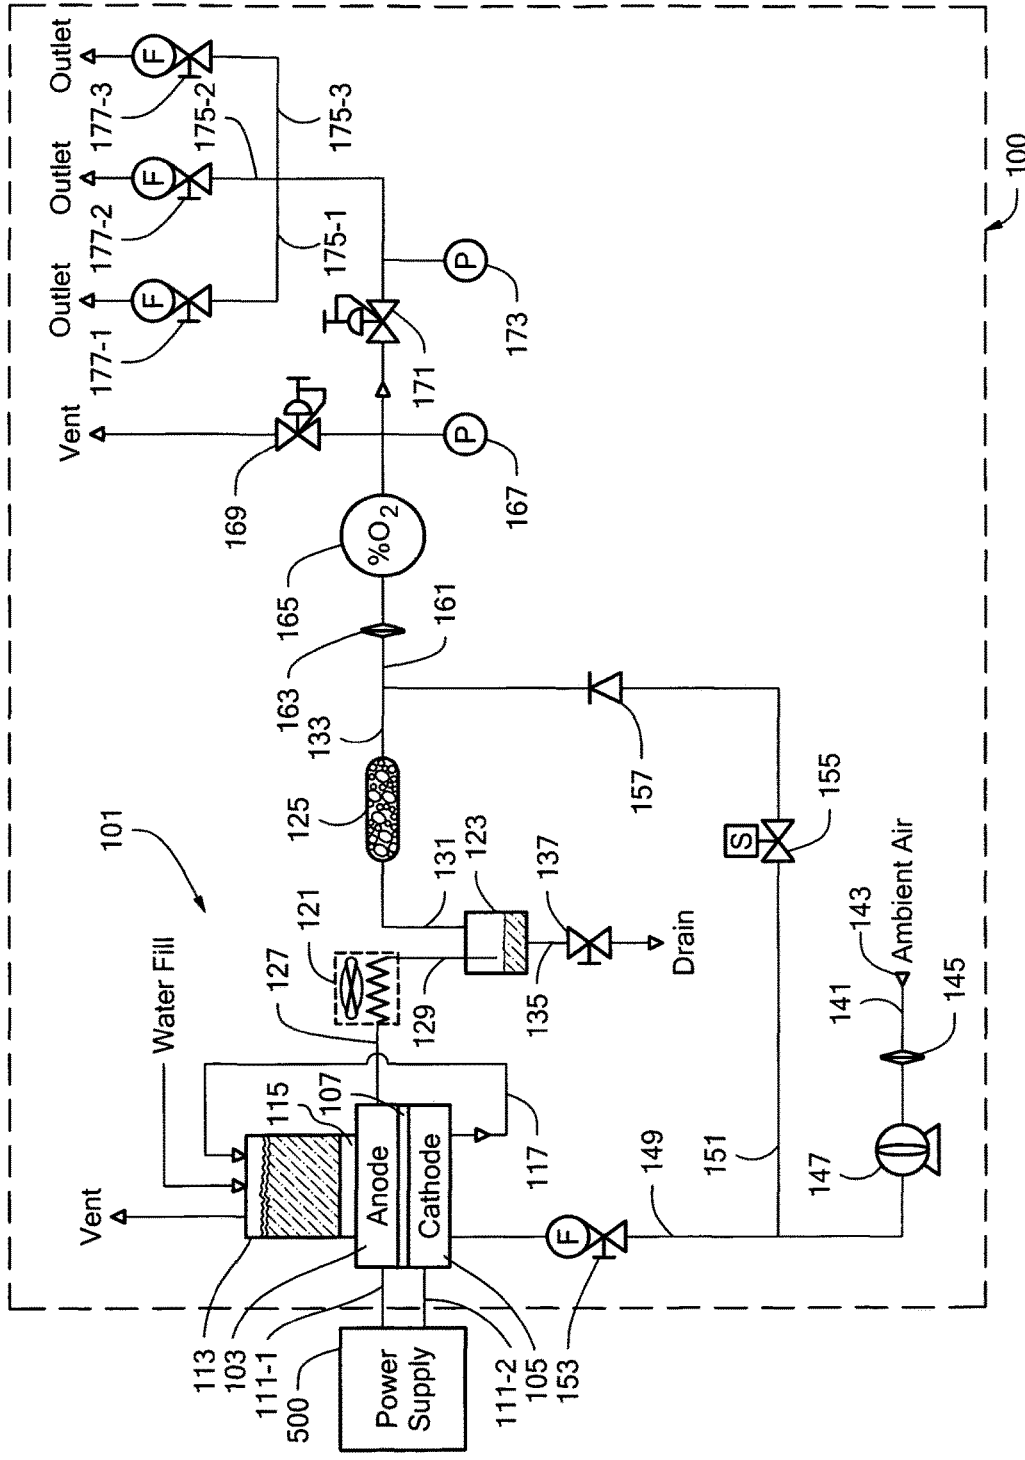 Outlet
Outlet
Outlet
F
F
F
177-3
175-2
175-3
177-2
175-1
177-1
Vent
169
171
P
173
P
167
%O2
165
163
161
133
125
157
101
131
123
137
121
127
129
135
Drain
S
155
143
Ambient Air
141
145
Water Fill
115
107
117
149
151
147
Vent
Anode
Cathode
F
153
113
103
111-1
500
111-2
105
Power
Supply
100